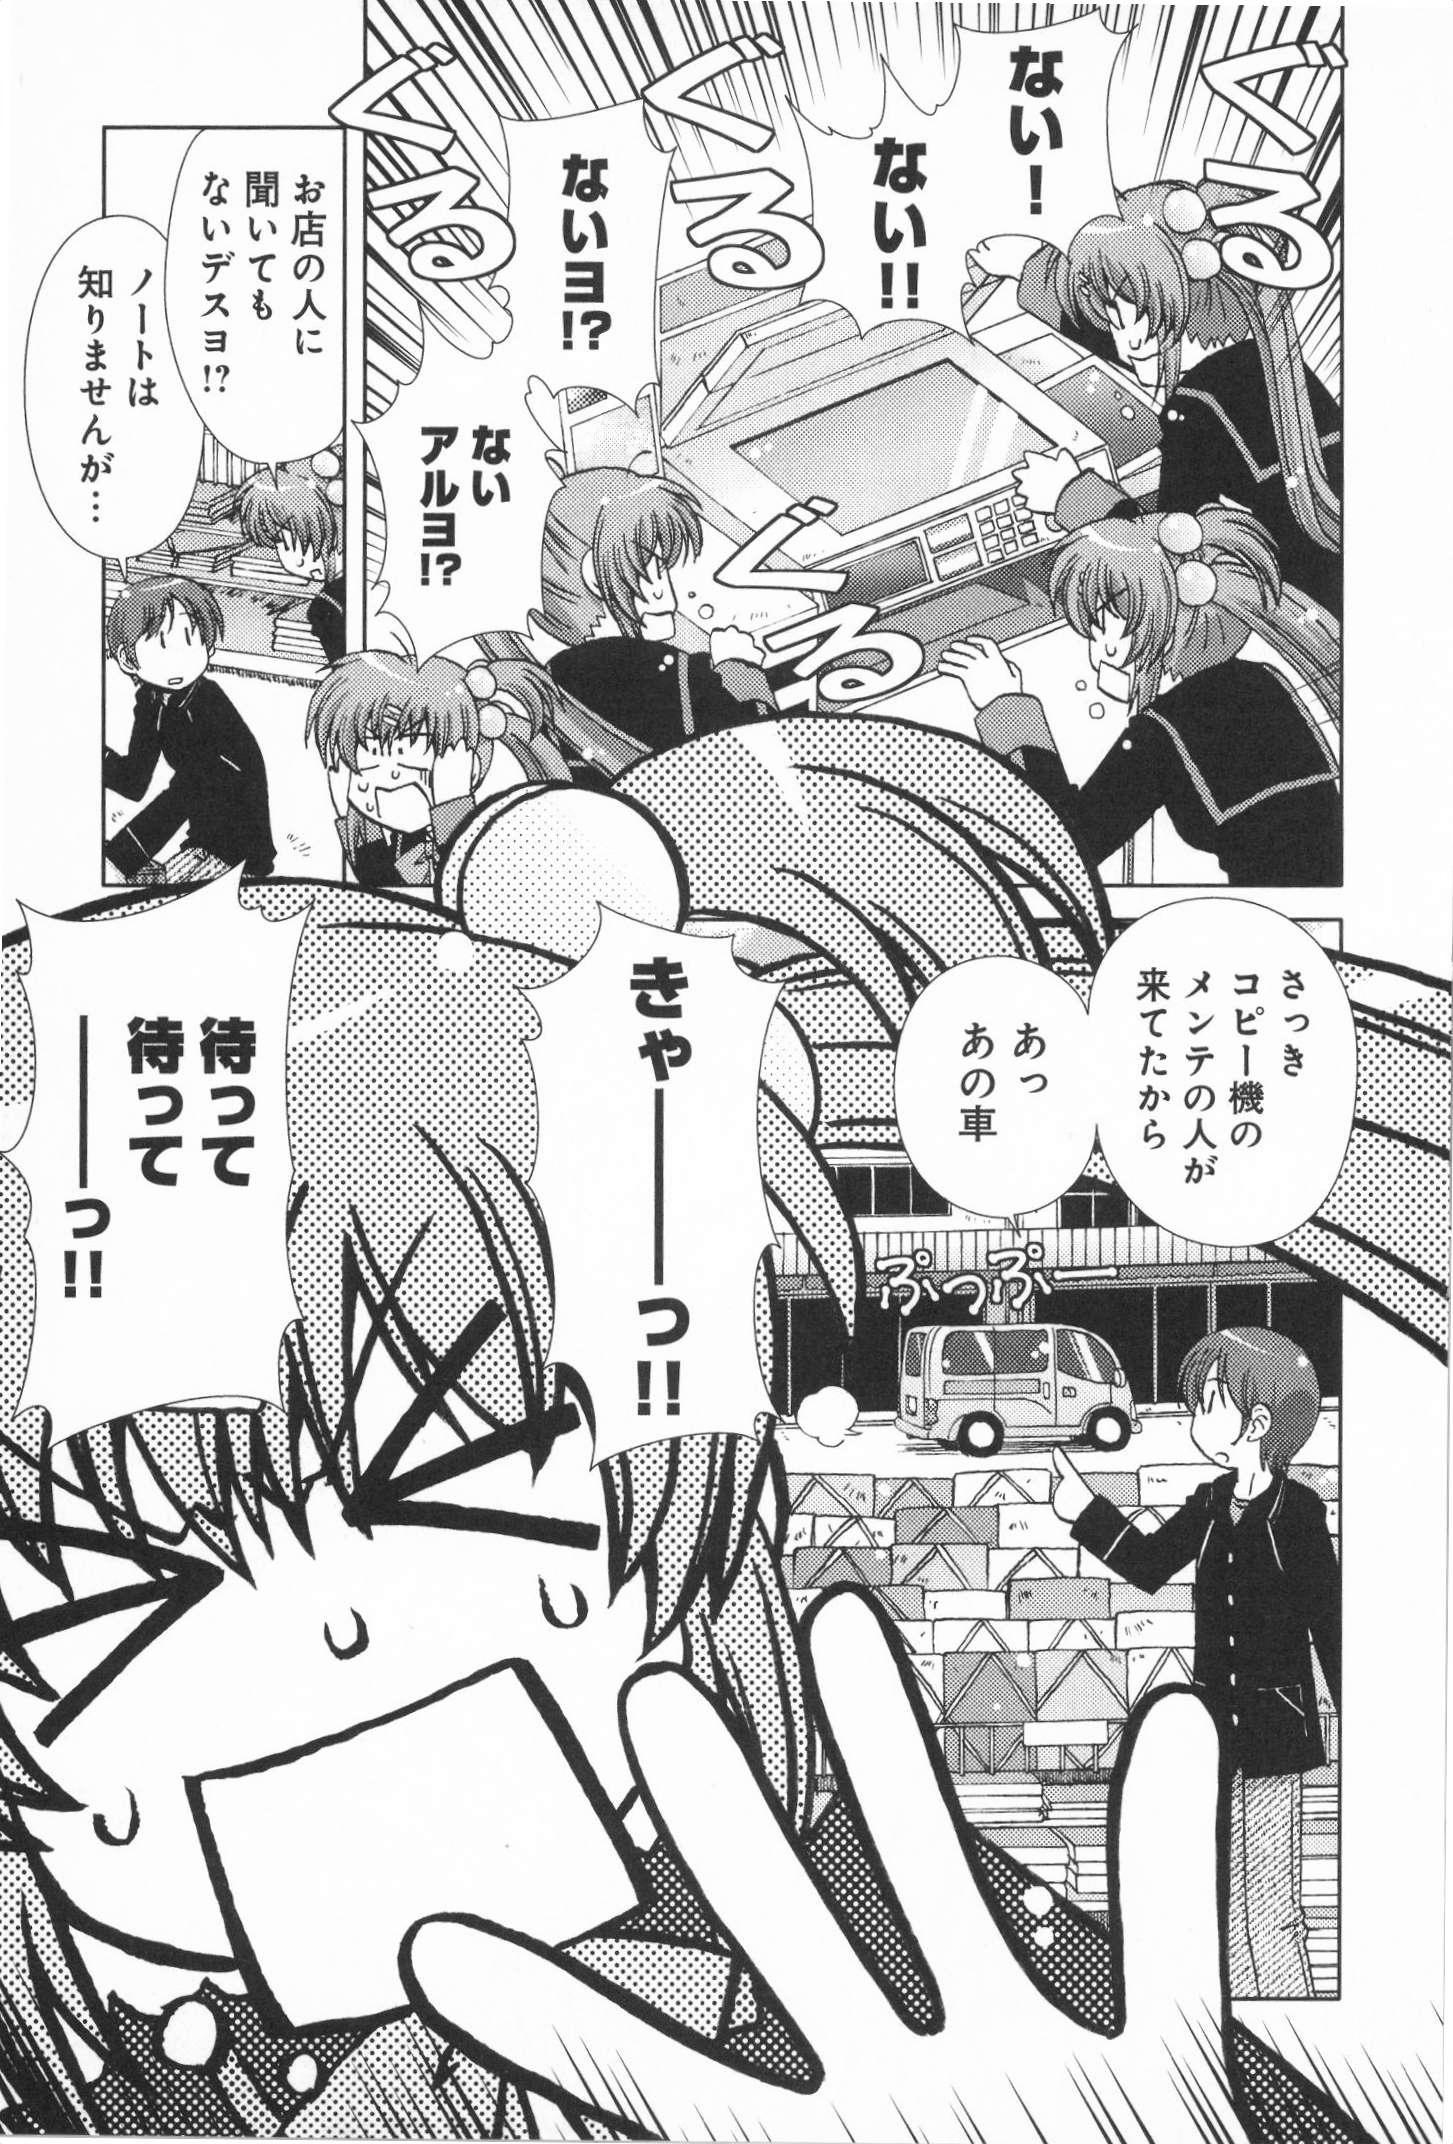 ない！
ない!!
ないヨ!?
ない
アルヨ!?
ぐるぐるぐる
ぐるる
お店の人に
聞いても
ないデスヨ!?
ノートは
知りませんが…
さっき
コピー機の
メンテの人が
来てたから
あっ
あの車
ぷっぷー
きゃーーっ!!
待って
待って
ーーっ!!